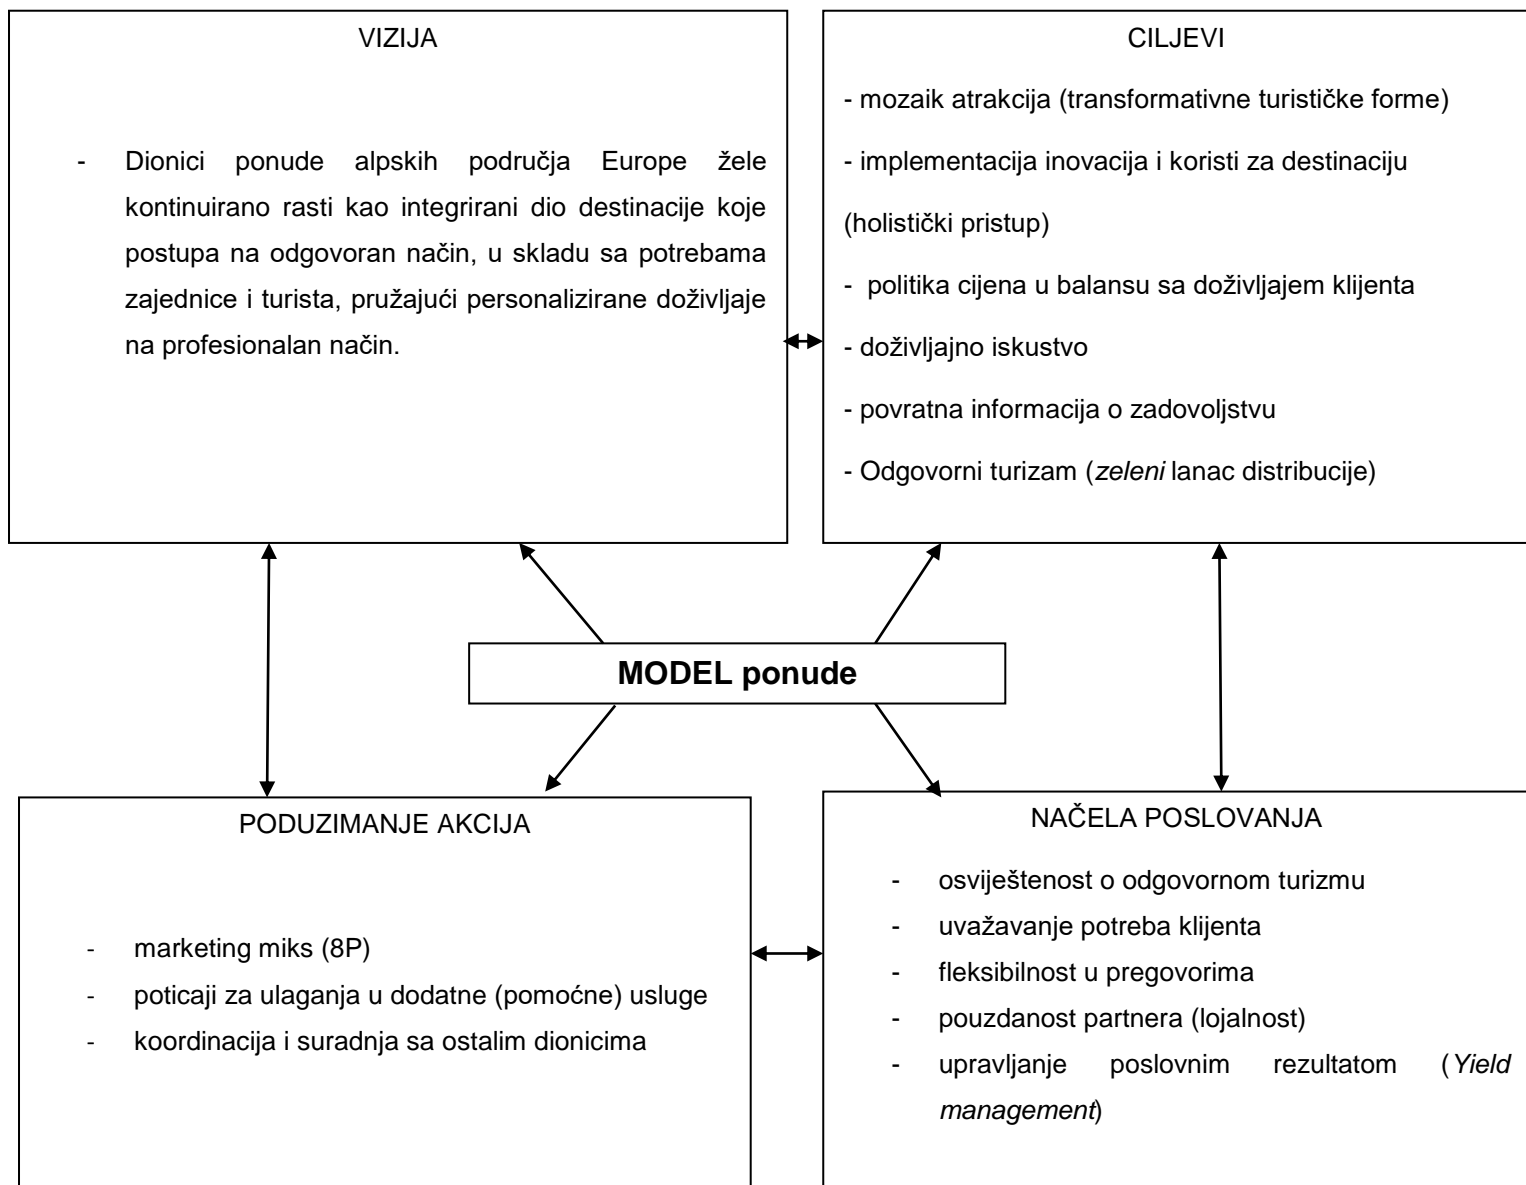 VIZIJA
- Dionici ponude alpskih područja Europe žele
kontinuirano rasti kao integrirani dio destinacije koje
postupa na odgovoran način, u skladu sa potrebama
zajednice i turista, pružajući personalizirane doživljaje
na profesionalan način.
CILJEVI
- mozaik atrakcija (transformativne turističke forme)
- implementacija inovacija i koristi za destinaciju
(holistički pristup)
- politika cijena u balansu sa doživljajem klijenta
- doživljajno iskustvo
- povratna informacija o zadovoljstvu
- Odgovorni turizam (zeleni lanac distribucije)
MODEL ponude
PODUZIMANJE AKCIJA
- marketing miks (8P)
- poticaji za ulaganja u dodatne (pomoćne) usluge
- koordinacija i suradnja sa ostalim dionicima
NAČELA POSLOVANJA
- osviještenost o odgovornom turizmu
- uvažavanje potreba klijenta
- fleksibilnost u pregovorima
- pouzdanost partnera (lojalnost)
- upravljanje poslovnim rezultatom (Yield
management)